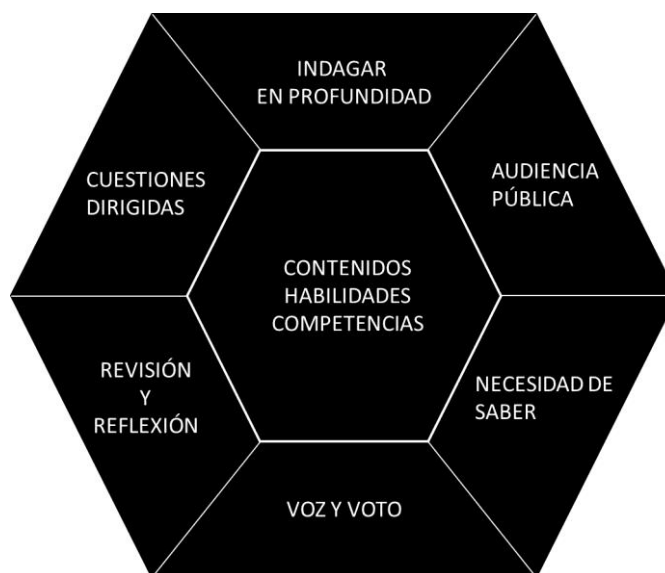 INDAGAR
EN PROFUNDIDAD
AUDIENCIA
PÚBLICA
CUESTIONES
DIRIGIDAS
CONTENIDOS
HABILIDADES
COMPETENCIAS
REVISIÓN
Y
REFLEXIÓN
NECESIDAD DE
SABER
VOZ Y VOTO